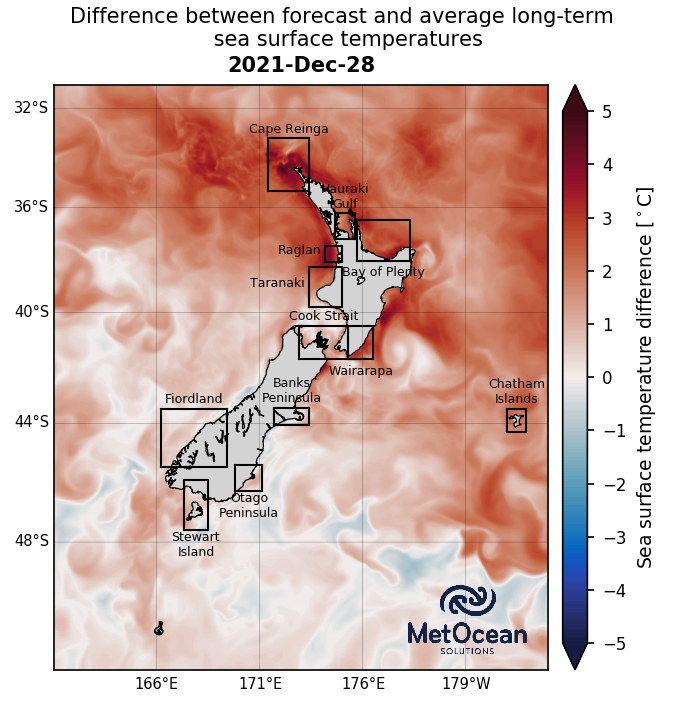 Difference between forecast and average long-term
sea surface temperatures
2021-Dec-28
32°S
36°S
40°S
44°S
48°S
Cape Reinga
Hauraki
Gulf
Raglan
Bay of Plenty
Taranaki
Cook Strait
Wairarapa
Banks
Peninsula
Fiordland
Chatham
Islands
Otago
Peninsula
Stewart
Island
MetOcean
SOLUTIONS
166°E
171°E
176°E
179°W
5
4
3
2
1
0
−1
−2
−3
−4
−5
Sea surface temperature difference [°C]